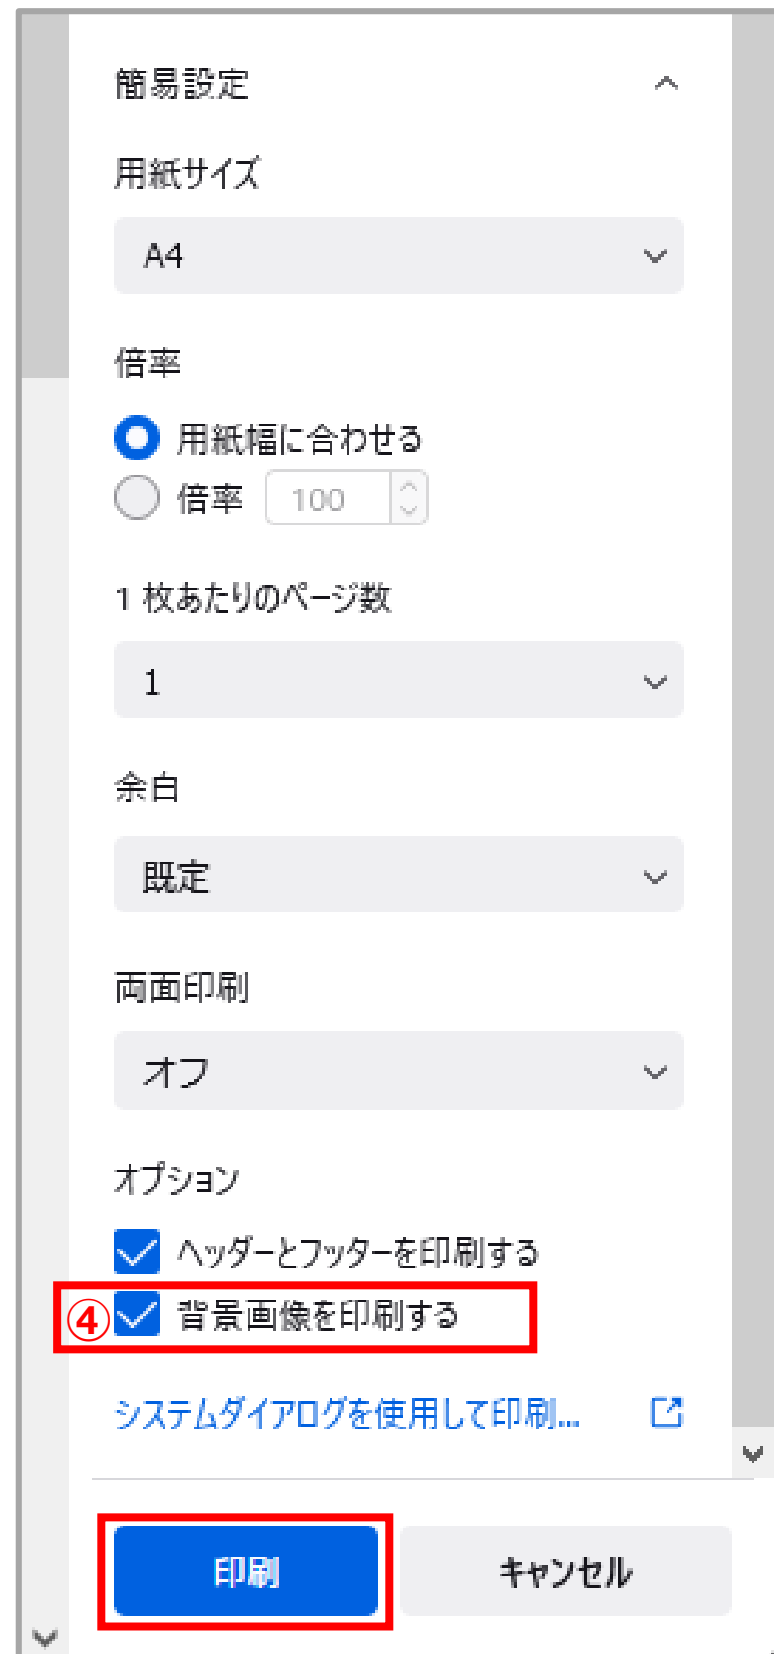 簡易設定
用紙サイズ
A4
倍率
用紙幅に合わせる
倍率 100
1 枚あたりのページ数
1
余白
既定
両面印刷
オフ
オプション
ヘッダーとフッターを印刷する
④ 背景画像を印刷する
システムダイアログを使用して印刷...
印刷 キャンセル